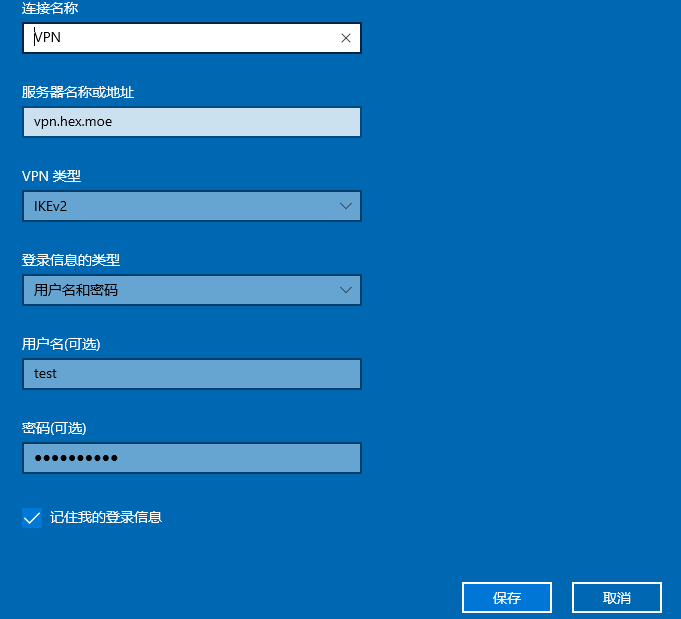 连接名称
VPN
服务器名称或地址
vpn.hex.moe
VPN 类型
IKEv2
登录信息的类型
用户名和密码
用户名(可选)
test
密码(可选)
●●●●●●●●●●
记住我的登录信息
保存
取消